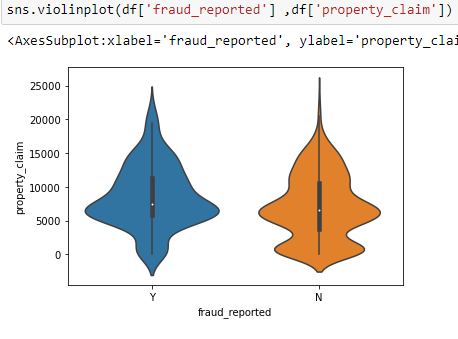 sns.violinplot(df['fraud_reported'] ,df['property_claim'])
<AxesSubplot:xlabel='fraud_reported', ylabel='property_clai
25000
20000
15000
10000
5000
0
property_claim
Y N
fraud_reported